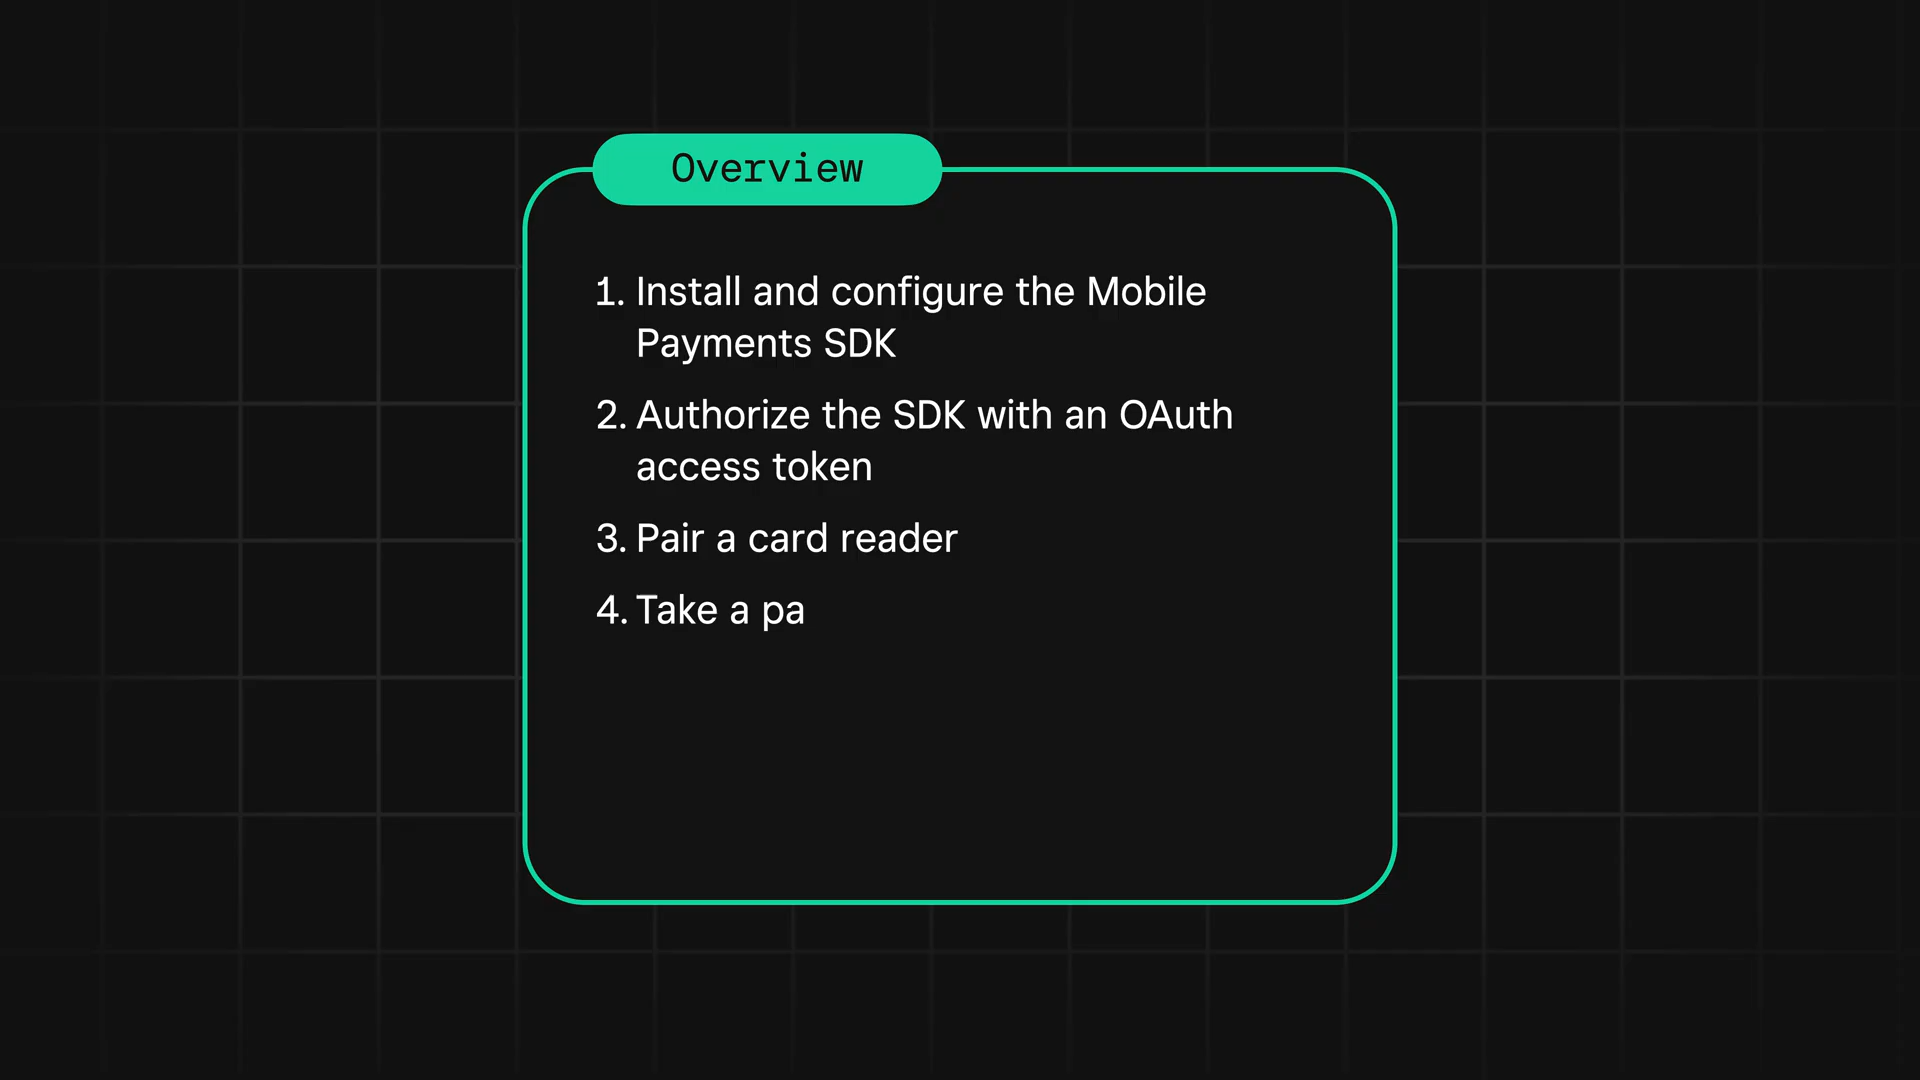 Overview
1. Install and configure the Mobile
Payments SDK
2. Authorize the SDK with an OAuth
access token
3. Pair a card reader
4. Take a pa